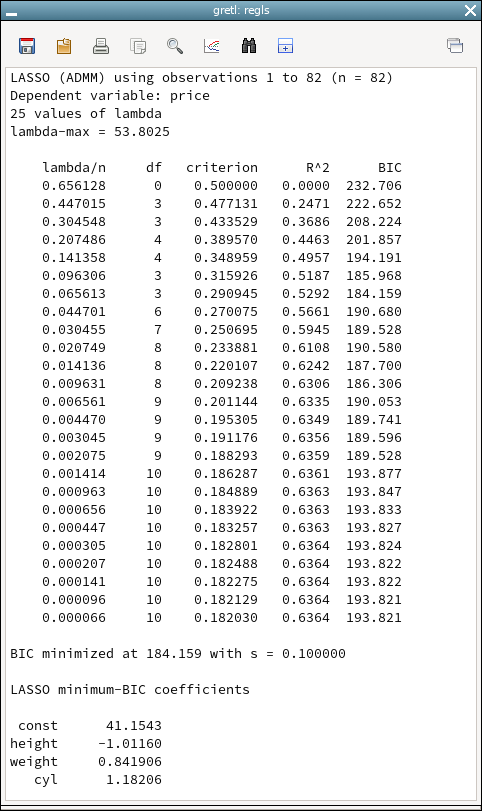 gretl: regls
LASSO (ADMM) using observations 1 to 82 (n = 82)
Dependent variable: price
25 values of lambda
lambda-max = 53.8025
lambda/n df criterion R^2 BIC
0.656128 0 0.500000 0.0000 232.706
0.447015 3 0.477131 0.2471 222.652
0.304548 3 0.433529 0.3686 208.224
0.207486 4 0.389570 0.4463 201.857
0.141358 4 0.348959 0.4957 194.191
0.096306 3 0.315926 0.5187 185.968
0.065613 3 0.290945 0.5292 184.159
0.044701 6 0.270075 0.5661 190.680
0.030455 7 0.250695 0.5945 189.528
0.020749 8 0.233881 0.6108 190.580
0.014136 8 0.220107 0.6242 187.700
0.009631 8 0.209238 0.6306 186.306
0.006561 9 0.201144 0.6335 190.053
0.004470 9 0.195305 0.6349 189.741
0.003045 9 0.191176 0.6356 189.596
0.002075 9 0.188293 0.6359 189.528
0.001414 10 0.186287 0.6361 193.877
0.000963 10 0.184889 0.6363 193.847
0.000656 10 0.183922 0.6363 193.833
0.000447 10 0.183257 0.6363 193.827
0.000305 10 0.182801 0.6364 193.824
0.000207 10 0.182488 0.6364 193.822
0.000141 10 0.182275 0.6364 193.822
0.000096 10 0.182129 0.6364 193.821
0.000066 10 0.182030 0.6364 193.821
BIC minimized at 184.159 with s = 0.100000
LASSO minimum-BIC coefficients
const 41.1543
height -1.01160
weight 0.841906
cyl 1.18206